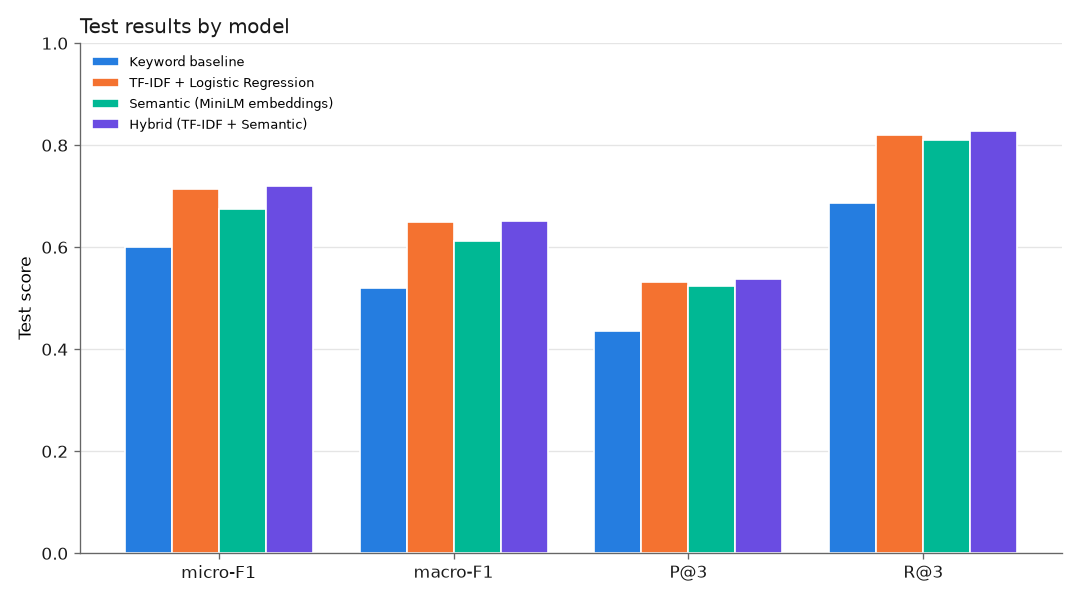 Test results by model
Keyword baseline
TF-IDF + Logistic Regression
Semantic (MiniLM embeddings)
Hybrid (TF-IDF + Semantic)
Test score
1.0
0.8
0.6
0.4
0.2
0.0
micro-F1 macro-F1 P@3 R@3